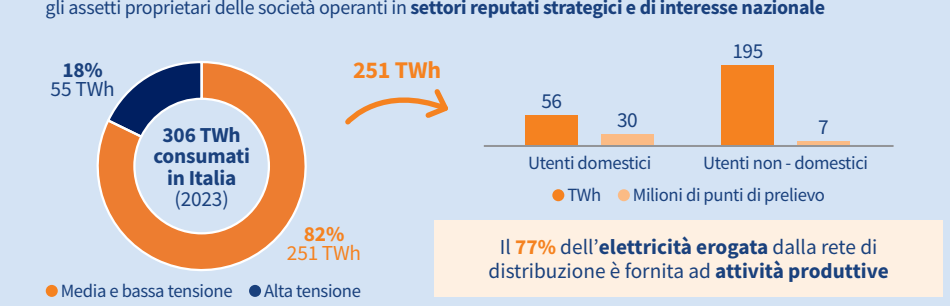 gli assetti proprietari delle società operanti in settori reputati strategici e di interesse nazionale
18%
55 TWh
306 TWh
consumati
in Italia
(2023)
82%
251 TWh
Media e bassa tensione
Alta tensione
251 TWh
56
30
195
7
Utenti domestici
Utenti non - domestici
TWh
Milioni di punti di prelievo
Il 77% dell'elettricità erogata dalla rete di
distribuzione è fornita ad attività produttive